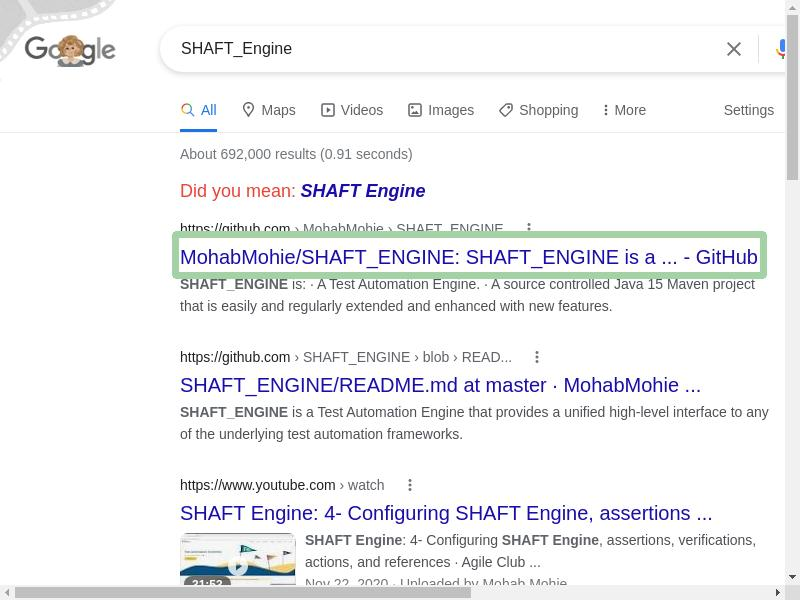 Google
SHAFT_Engine
All Maps Videos Images Shopping More Settings
About 692,000 results (0.91 seconds)
Did you mean: SHAFT Engine
https://github.com › MohabMohie › SHAFT_ENGINE
MohabMohie/SHAFT_ENGINE: SHAFT_ENGINE is a ... - GitHub
SHAFT_ENGINE is: · A Test Automation Engine. · A source controlled Java 15 Maven project
that is easily and regularly extended and enhanced with new features.
https://github.com › SHAFT_ENGINE › blob › READ...
SHAFT_ENGINE/README.md at master · MohabMohie ...
SHAFT_ENGINE is a Test Automation Engine that provides a unified high-level interface to any
of the underlying test automation frameworks.
https://www.youtube.com › watch
SHAFT Engine: 4- Configuring SHAFT Engine, assertions ...
SHAFT Engine: 4- Configuring SHAFT Engine, assertions, verifications,
actions, and references · Agile Club ...
21:52
Nov 22, 2020 · Uploaded by Mohab Mohie